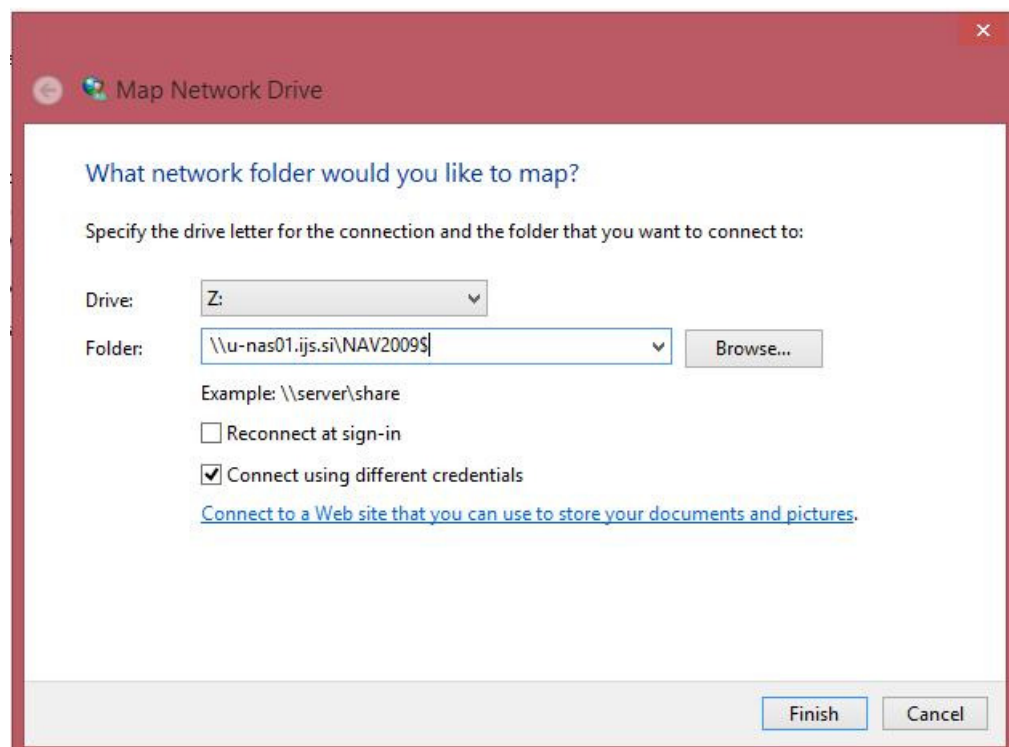 Map Network Drive
What network folder would you like to map?
Specify the drive letter for the connection and the folder that you want to connect to:
Drive: Z:
Folder: \\u-nas01.ijs.si\NAV2009$ Browse...
Example: \\server\share
Reconnect at sign-in
Connect using different credentials
Connect to a Web site that you can use to store your documents and pictures.
Finish Cancel